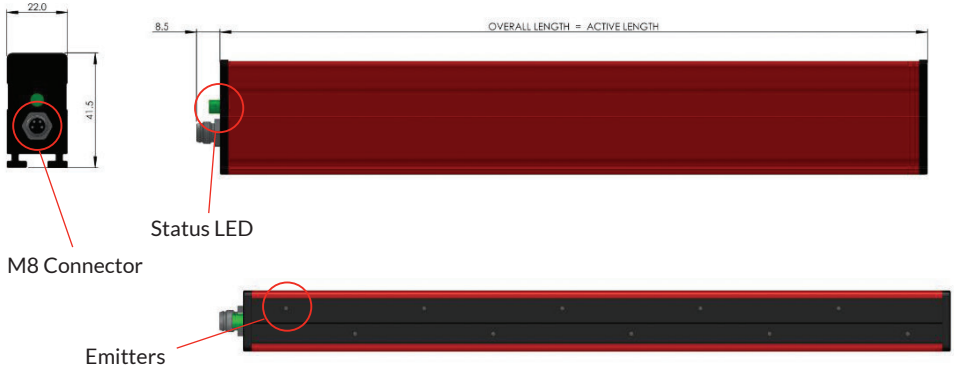 22.0
8.5
OVERALL LENGTH = ACTIVE LENGTH
41.5
Status LED
M8 Connector
Emitters